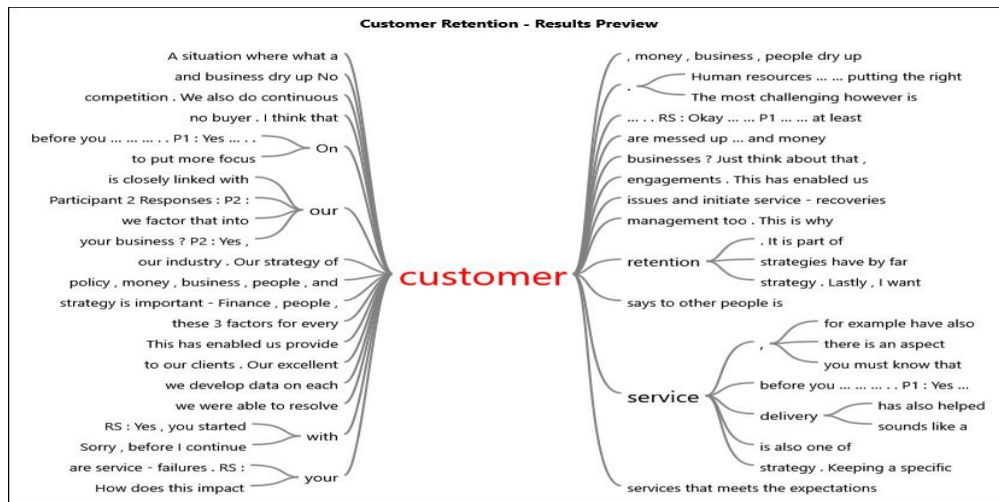 Customer Retention - Results Preview
A situation where what a
and business dry up No
competition . We also do continuous
no buyer . I think that
before you ... ... ... . . P1 : Yes ... . .
to put more focus
On
is closely linked with
Participant 2 Responses : P2 :
we factor that into
your business ? P2 : Yes ,
our
our industry . Our strategy of
policy , money , business , people , and
strategy is important - Finance , people ,
these 3 factors for every
This has enabled us provide
to our clients . Our excellent
we develop data on each
we were able to resolve
RS : Yes , you started
Sorry , before I continue
with
are service - failures . RS :
How does this impact
your
customer
, money , business , people dry up
.
Human resources ... ... putting the right
The most challenging however is
... . . RS : Okay ... ... P1 ... ... at least
are messed up ... and money
businesses ? Just think about that ,
engagements . This has enabled us
issues and initiate service - recoveries
management too . This is why
retention
. It is part of
strategies have by far
strategy . Lastly , I want
says to other people is
service
,
for example have also
there is an aspect
you must know that
before you ... ... ... . . P1 : Yes ...
delivery
has also helped
sounds like a
is also one of
strategy . Keeping a specific
services that meets the expectations